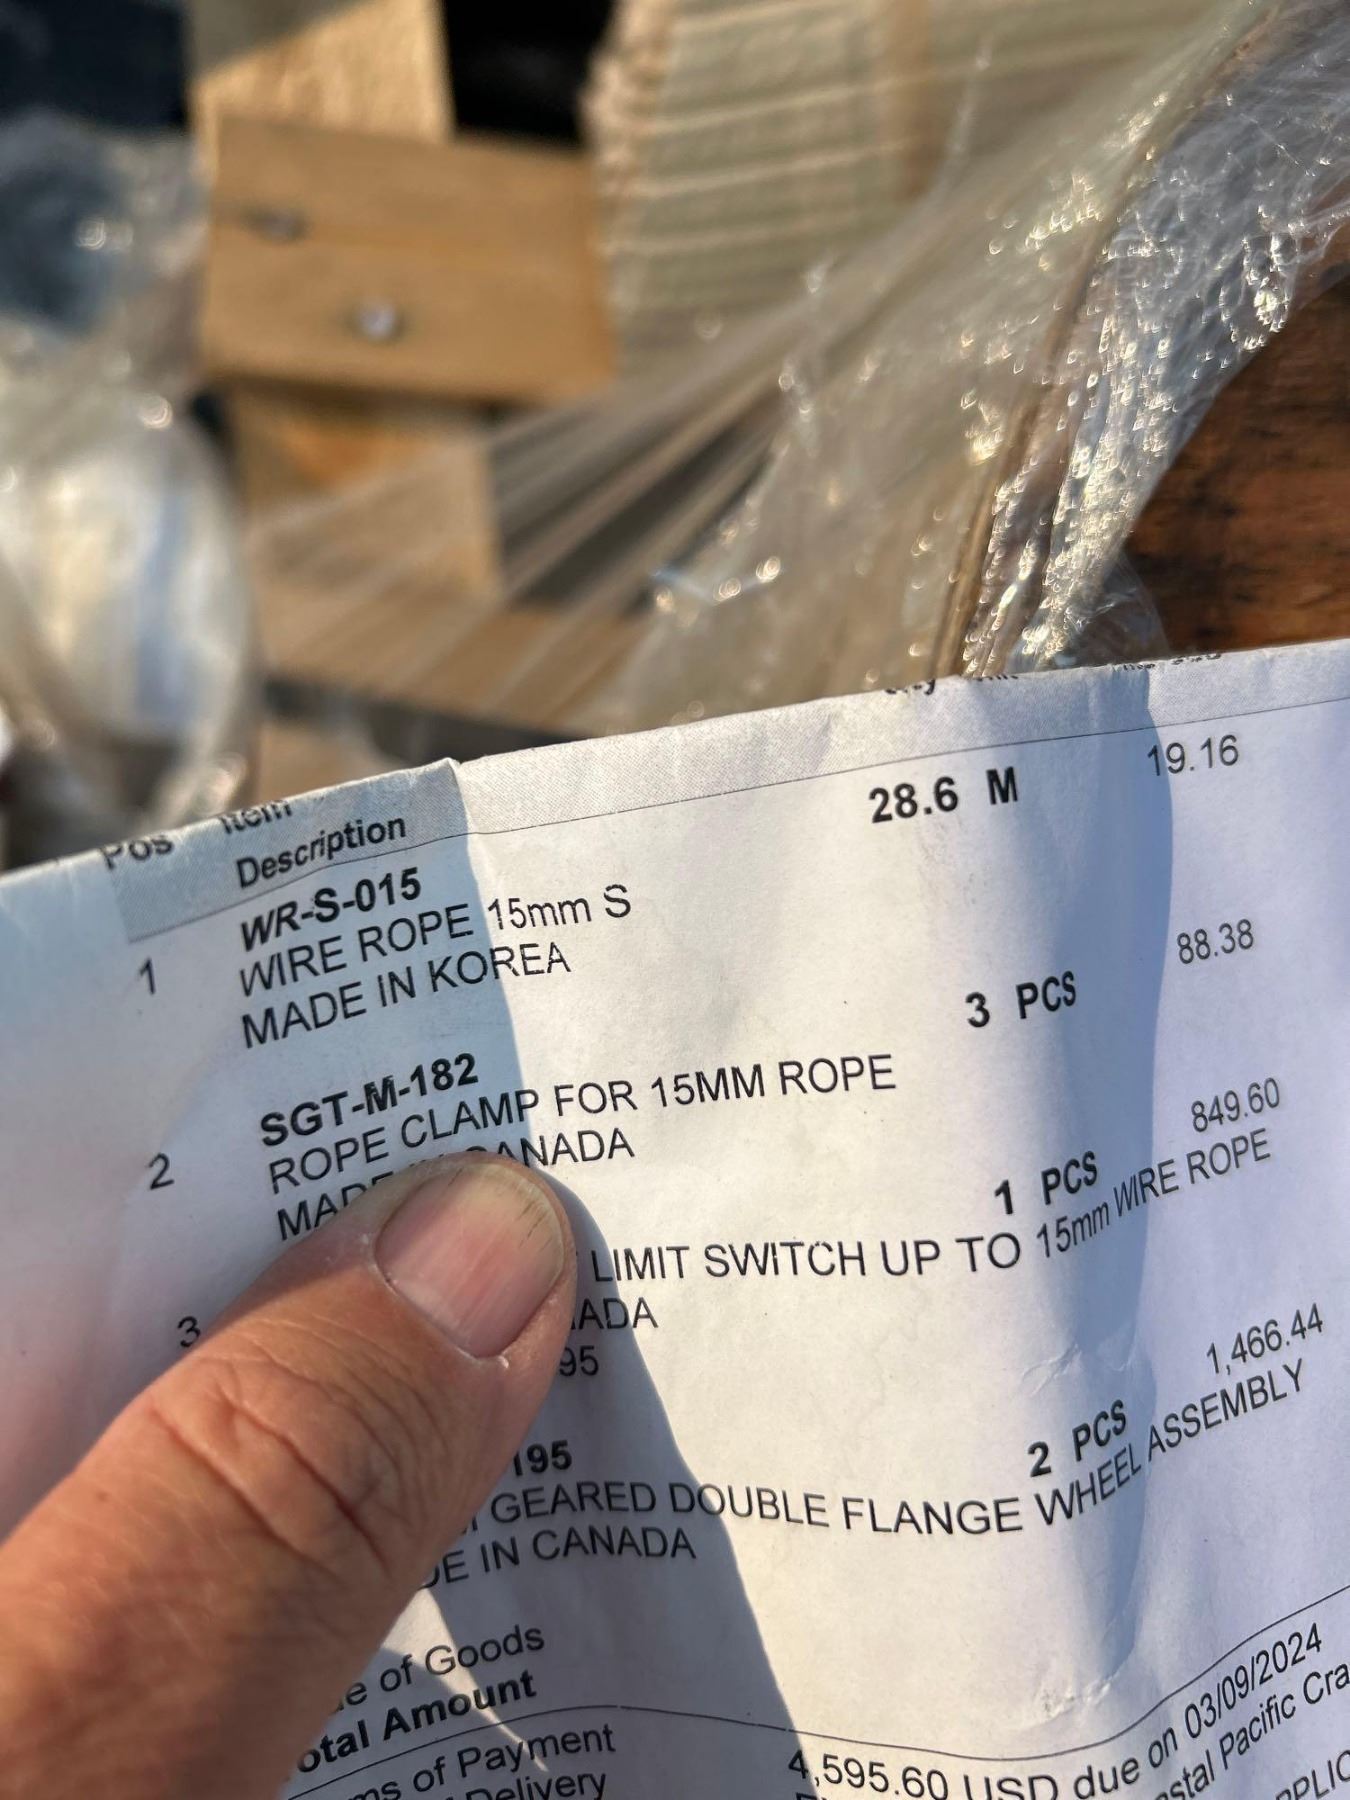 Pos Item
Description
28.6 M 19.16
1 WR-S-015
WIRE ROPE 15mm S
MADE IN KOREA
3 PCS 88.38
2 SGT-M-182
ROPE CLAMP FOR 15MM ROPE
MADE CANADA
1 PCS 849.60
3 LIMIT SWITCH UP TO 15mm WIRE ROPE
ADA
95
2 PCS 1,466.44
195
GEARED DOUBLE FLANGE WHEEL ASSEMBLY
DE IN CANADA
e of Goods
otal Amount
ms of Payment 4,595.60 USD due on 03/09/2024
Delivery stal Pacific Cra
PPLIC